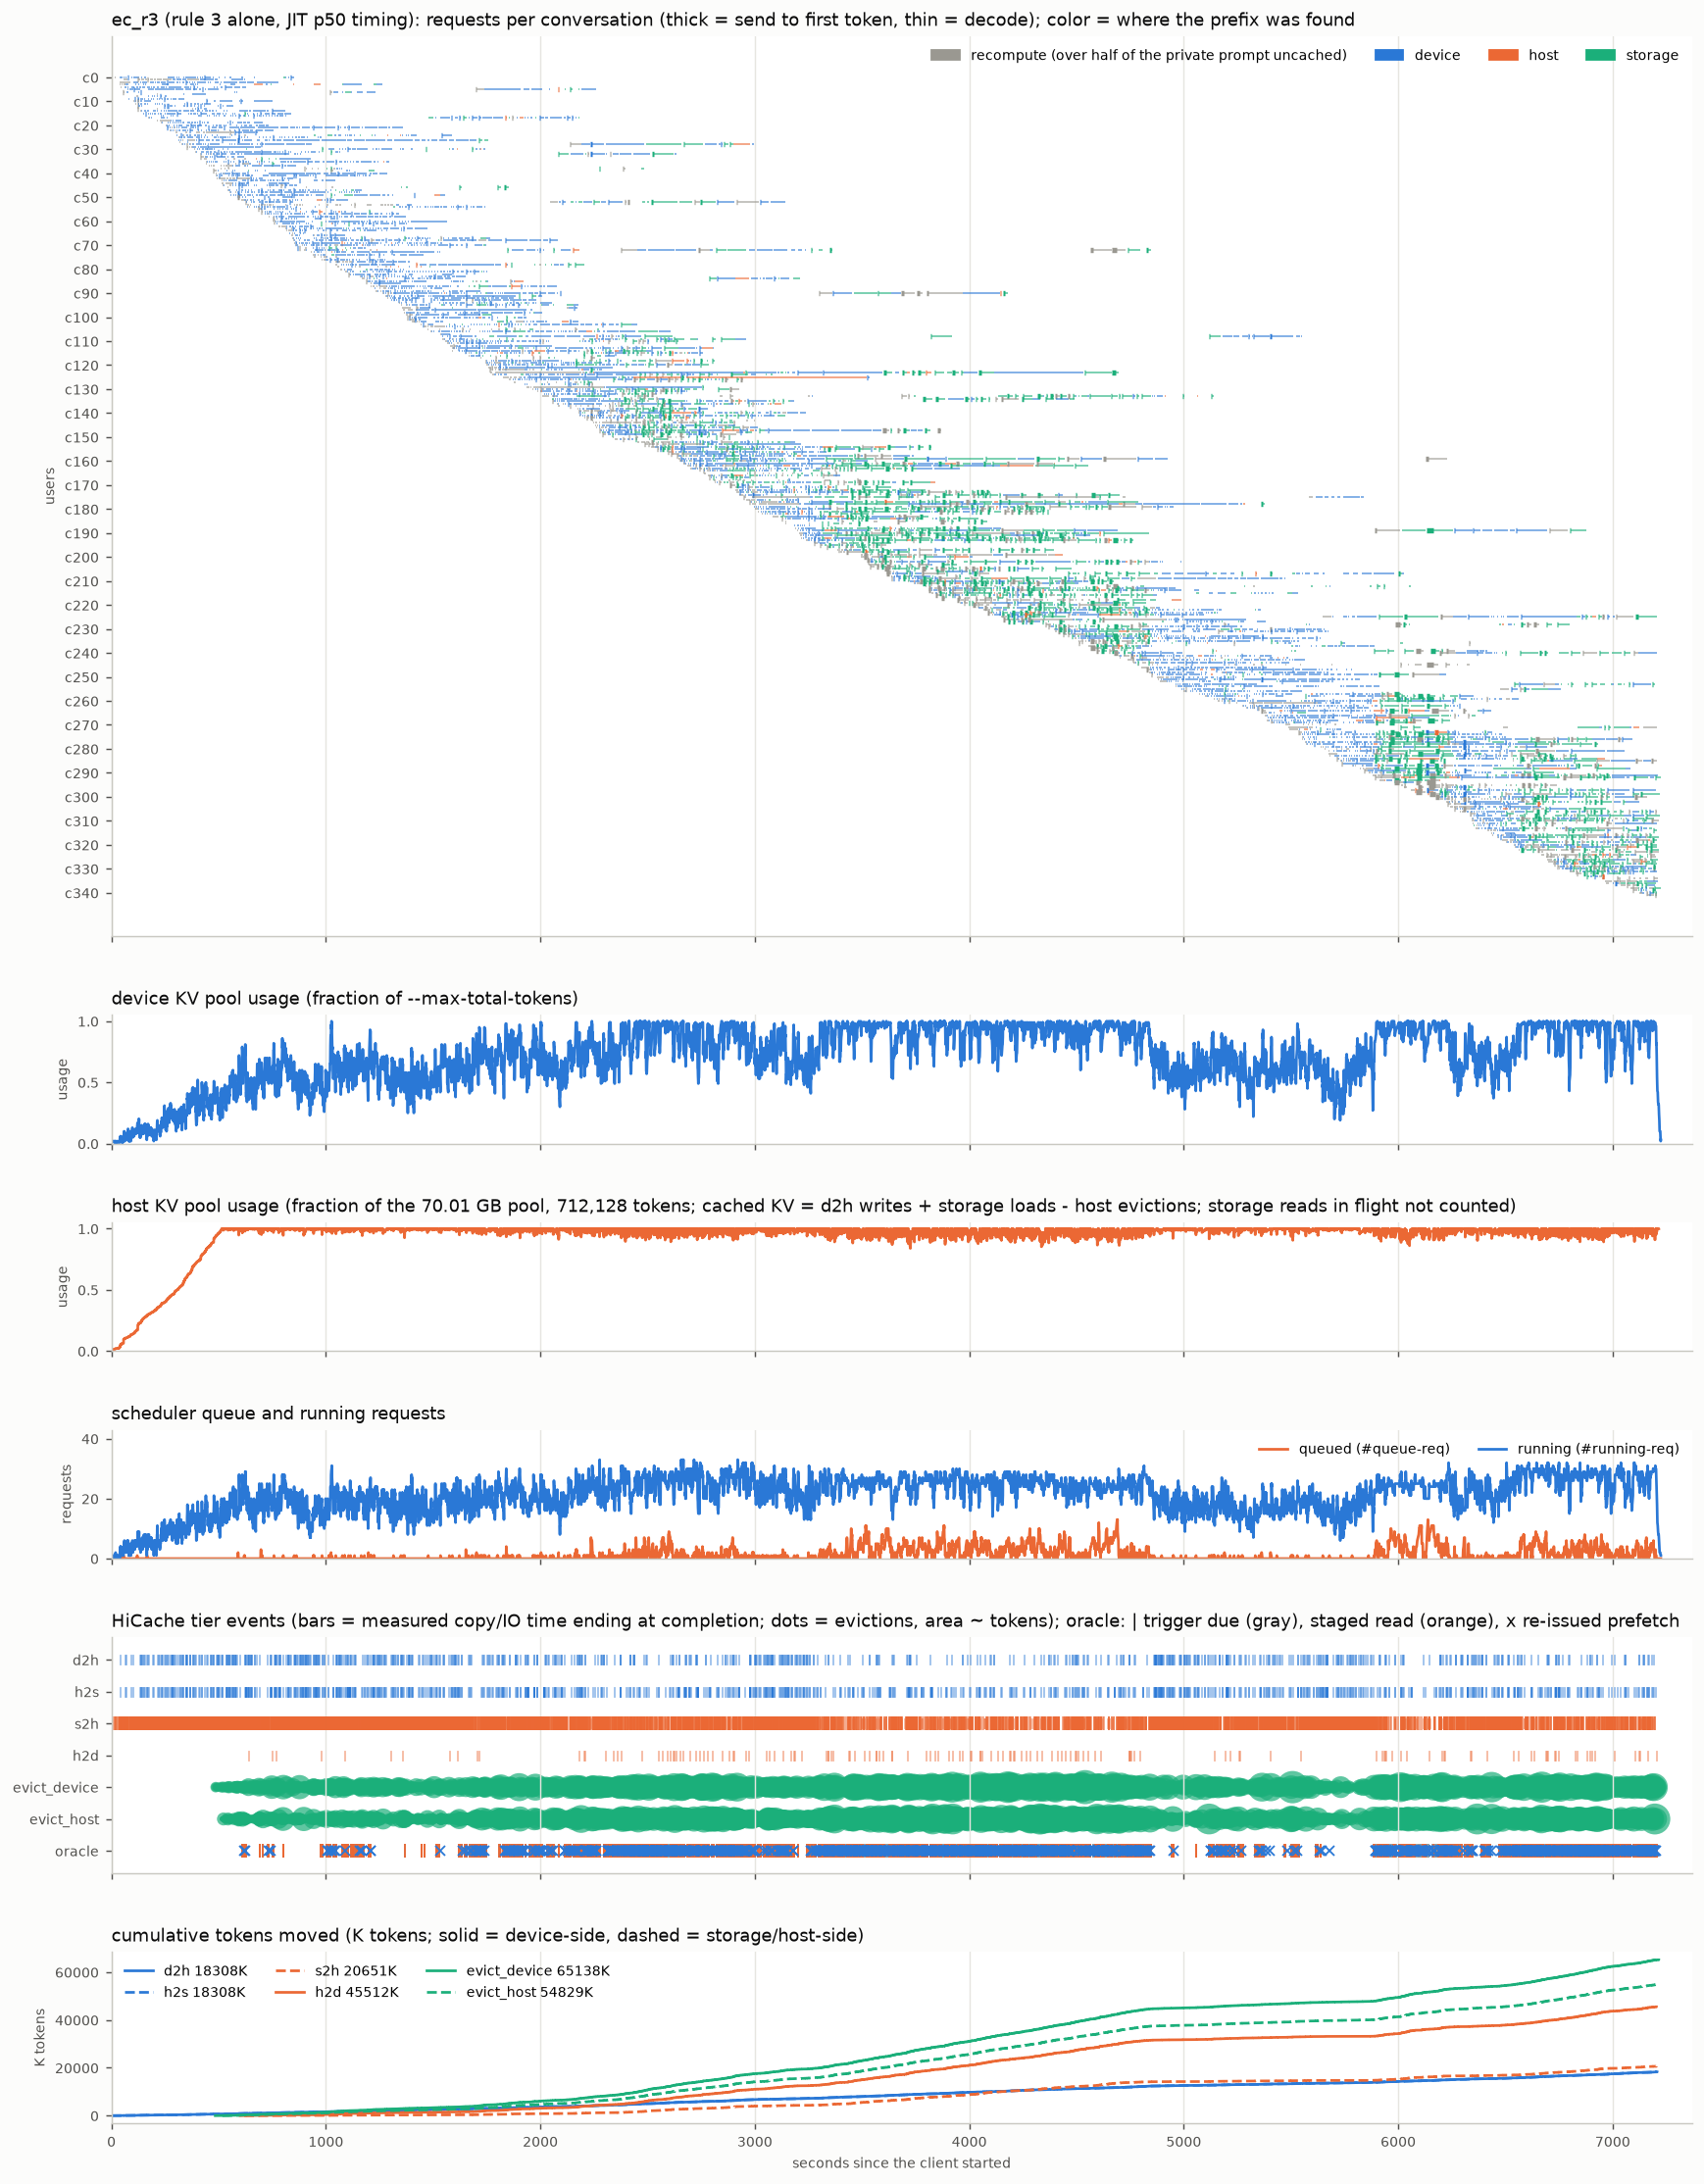 ec_r3 (rule 3 alone, JIT p50 timing): requests per conversation (thick = send to first token, thin = decode); color = where the prefix was found
recompute (over half of the private prompt uncached)
device
host
storage
c0
c10
c20
c30
c40
c50
c60
c70
c80
c90
c100
c110
c120
c130
c140
c150
c160
c170
c180
c190
c200
c210
c220
c230
c240
c250
c260
c270
c280
c290
c300
c310
c320
c330
c340
users
device KV pool usage (fraction of --max-total-tokens)
1.0
0.5
0.0
usage
host KV pool usage (fraction of the 70.01 GB pool, 712,128 tokens; cached KV = d2h writes + storage loads - host evictions; storage reads in flight not counted)
1.0
0.5
0.0
usage
scheduler queue and running requests
queued (#queue-req)
running (#running-req)
40
20
0
requests
HiCache tier events (bars = measured copy/IO time ending at completion; dots = evictions, area ~ tokens); oracle: | trigger due (gray), staged read (orange), x re-issued prefetch
d2h
h2s
s2h
h2d
evict_device
evict_host
oracle
cumulative tokens moved (K tokens; solid = device-side, dashed = storage/host-side)
d2h 18308K
s2h 20651K
evict_device 65138K
h2s 18308K
h2d 45512K
evict_host 54829K
60000
40000
20000
0
K tokens
0
1000
2000
3000
4000
5000
6000
7000
seconds since the client started